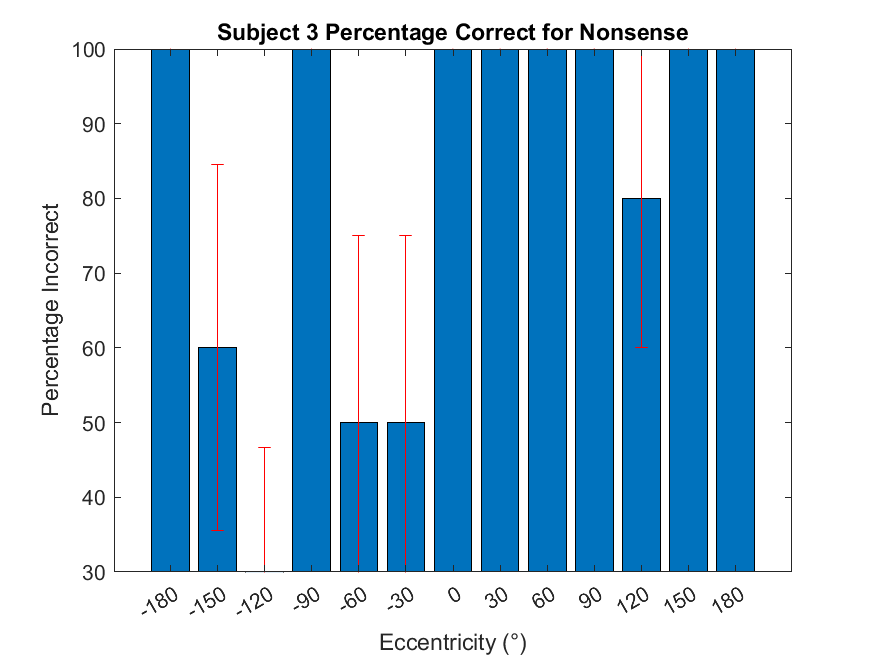 Subject 3 Percentage Correct for Nonsense
100
90
80
70
60
50
40
30
Percentage Incorrect
-180 -150 -120 -90 -60 -30 0 30 60 90 120 150 180
Eccentricity (°)